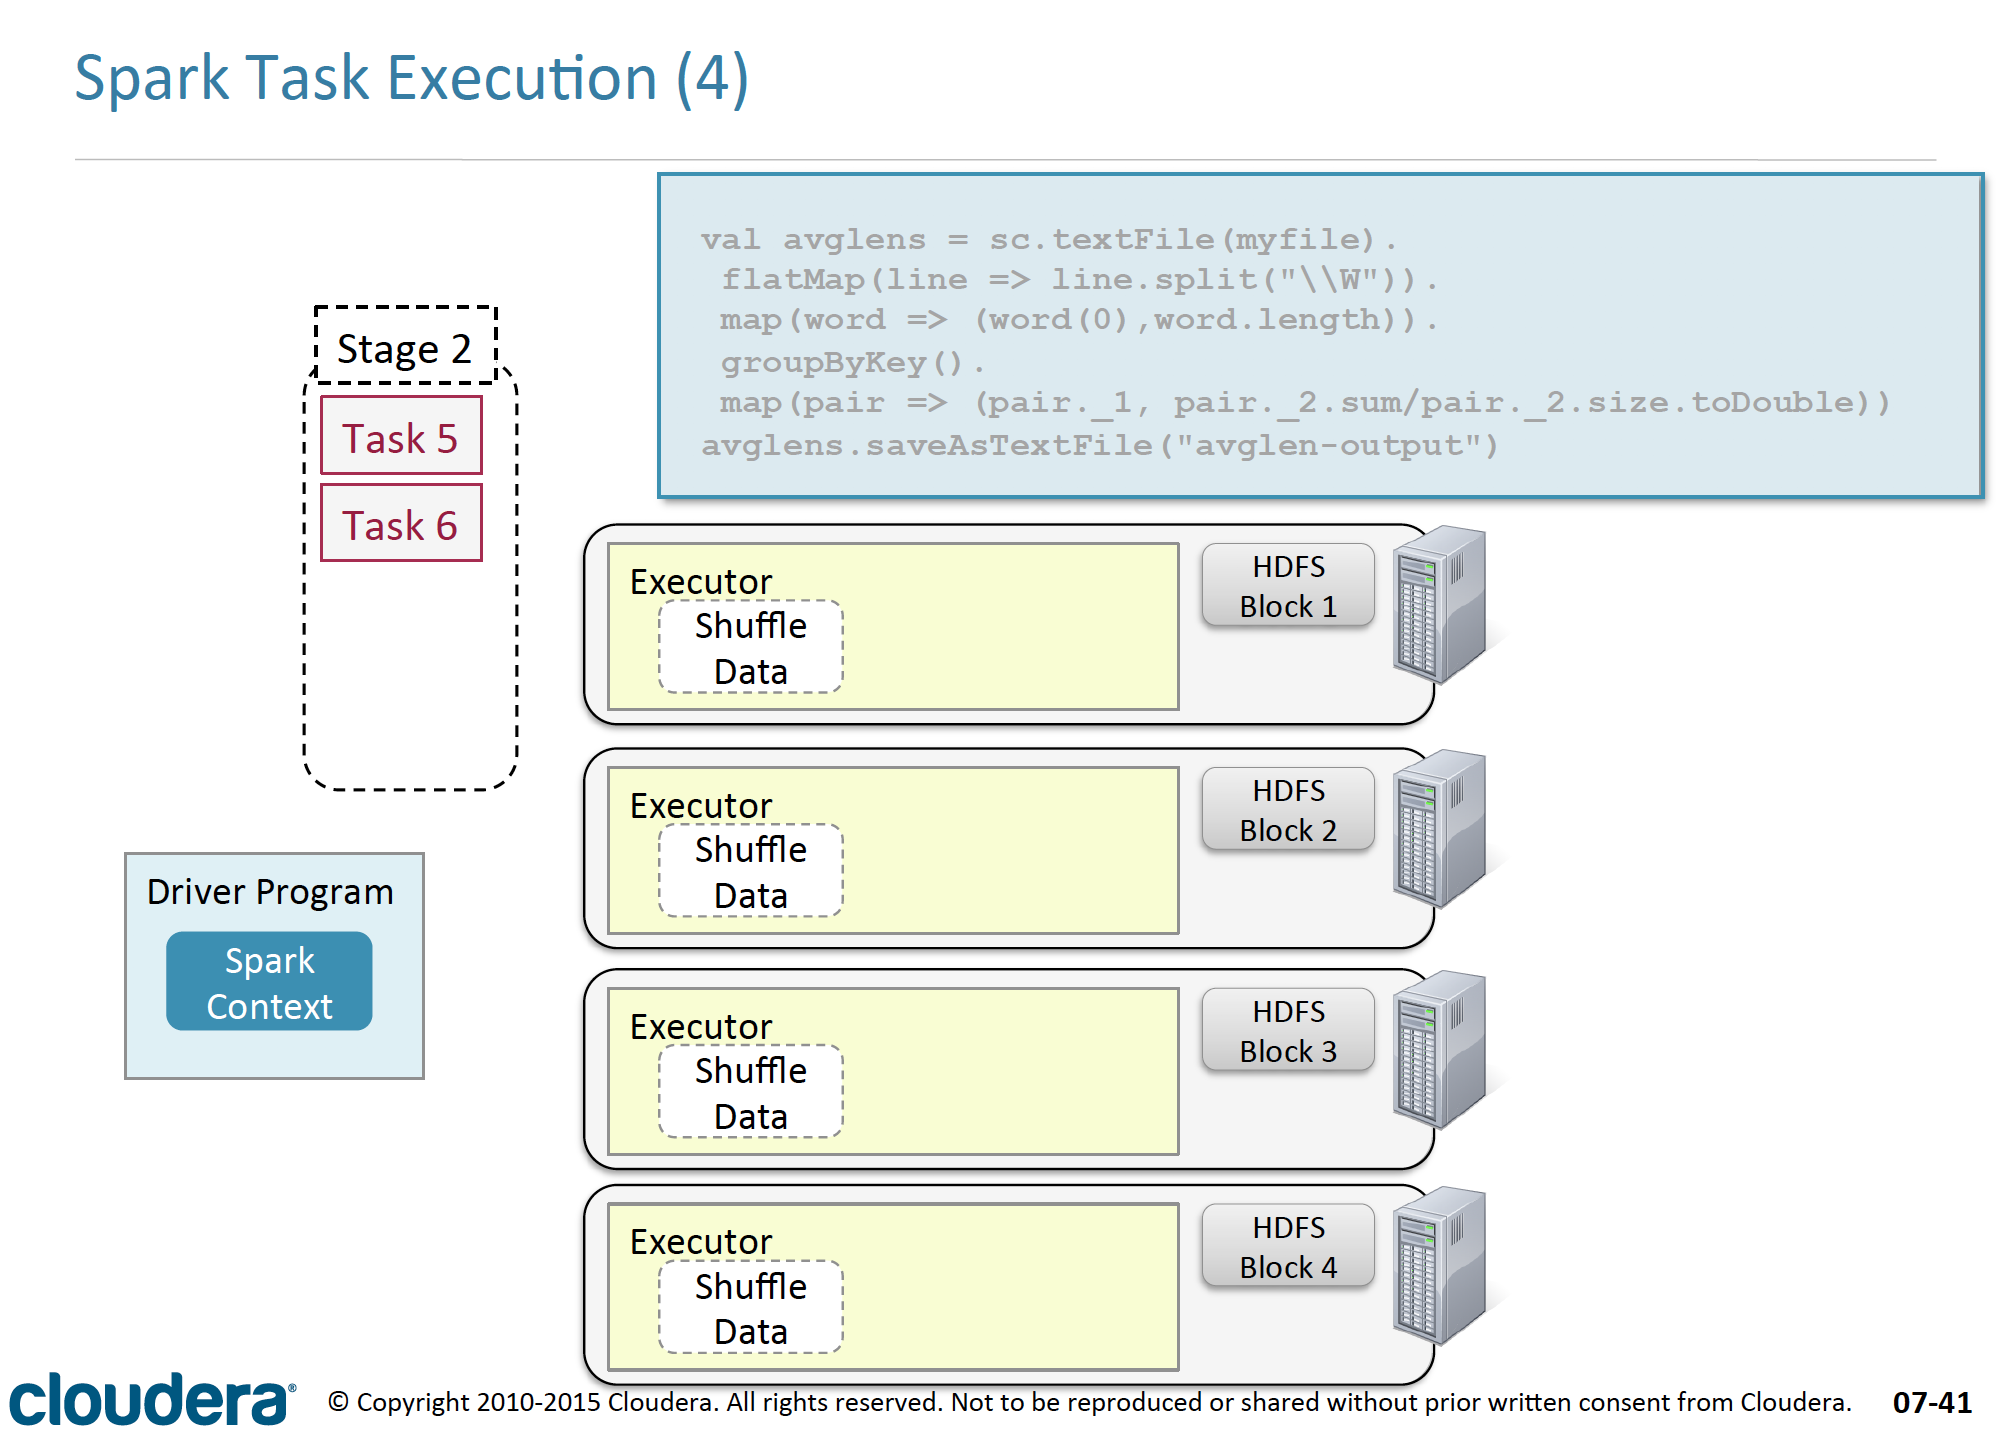 Spark Task Execution (4)
val avglens = sc.textFile(myfile).
flatMap(line => line.split("\\W")).
map(word => (word(0),word.length)).
groupByKey().
map(pair => (pair._1, pair._2.sum/pair._2.size.toDouble))
avglens.saveAsTextFile("avglen-output")
Stage 2
Task 5
Task 6
Driver Program
Spark
Context
Executor
Shuffle
Data
HDFS
Block 1
Executor
Shuffle
Data
HDFS
Block 2
Executor
Shuffle
Data
HDFS
Block 3
Executor
Shuffle
Data
HDFS
Block 4
cloudera®
© Copyright 2010-2015 Cloudera. All rights reserved. Not to be reproduced or shared without prior written consent from Cloudera.
07-41